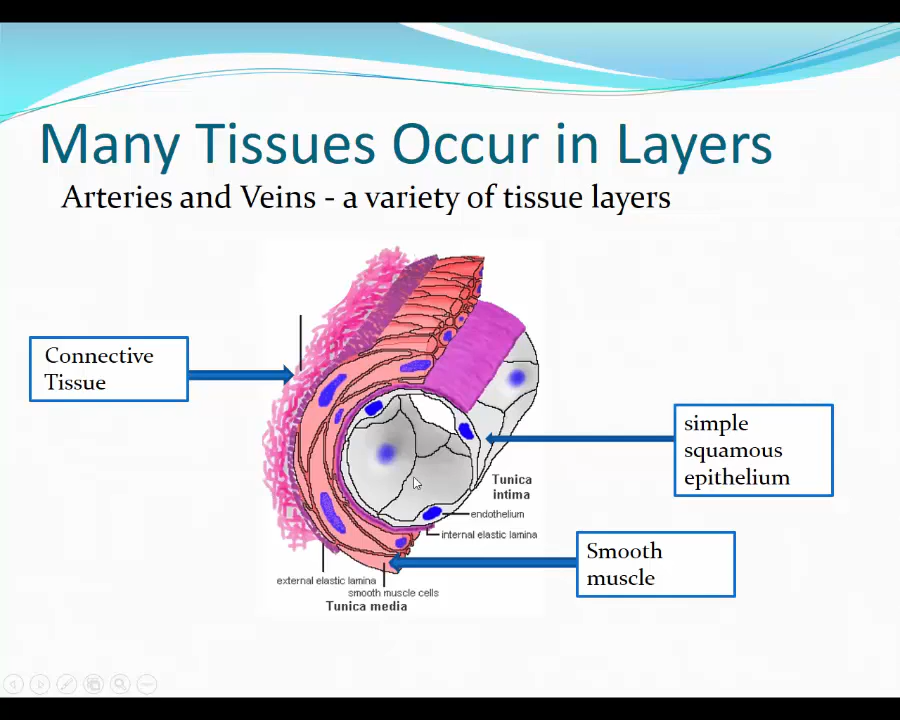 Many Tissues Occur in Layers
Arteries and Veins - a variety of tissue layers
Connective
Tissue
simple
squamous
epithelium
Tunica
intima
endothelium
internal elastic lamina
Smooth
muscle
external elastic lamina
smooth muscle cells
Tunica media